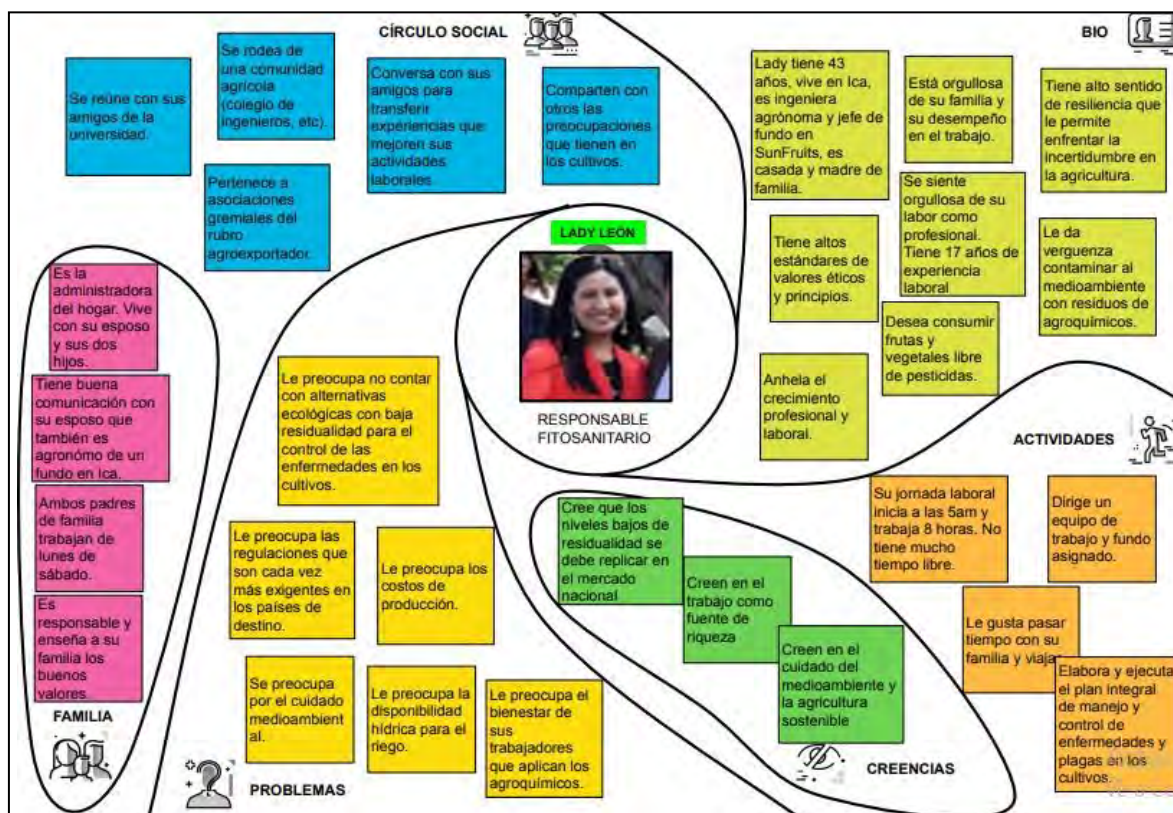 CÍRCULO SOCIAL
Se reúne con sus
amigos de la
universidad.
Se rodea de
una comunidad
agrícola
(colegio de
ingenieros, etc).
Conversa con sus
amigos para
transferir
experiencias que
mejoren sus
actividades
laborales.
Comparten con
otros las
preocupaciones
que tienen en
los cultivos.
Pertenece a
asociaciones
gremiales del
rubro
agroexportador.
BIO
Lady tiene 43
años, vive en Ica,
es ingeniera
agrónoma y jefe de
fundo en
SunFruits, es
casada y madre de
familia.
Está orgullosa
de su familia y
su desempeño
en el trabajo.
Tiene alto sentido
de resiliencia que
le permite
enfrentar la
incertidumbre en
la agricultura.
Tiene altos
estándares de
valores éticos y
principios.
Se siente
orgullosa de su
labor como
profesional.
Tiene 17 años de
experiencia
laboral
Le da
verguenza
contaminar al
medioambiente
con residuos de
agroquímicos.
Desea consumir
frutas y
vegetales libre
de pesticidas.
Anhela el
crecimiento
profesional y
laboral.
LADY LEÓN
RESPONSABLE
FITOSANITARIO
Es la
administradora
del hogar. Vive
con su esposo
y sus dos
hijos.
Tiene buena
comunicación con
su esposo que
también es
agronómo de un
fundo en Ica.
Ambos padres
de familia
trabajan de
lunes de
sábado.
Es
responsable y
enseña a su
familia los
buenos
valores.
FAMILIA
Le preocupa no contar
con alternativas
ecológicas con baja
residualidad para el
control de las
enfermedades en los
cultivos.
Le preocupa las
regulaciones que
son cada vez
más exigentes en
los países de
destino.
Le preocupa los
costos de
producción.
Se preocupa
por el cuidado
medioambient
al.
Le preocupa la
disponibilidad
hídrica para el
riego.
Le preocupa el
bienestar de
sus
trabajadores
que aplican los
agroquímicos.
PROBLEMAS
Cree que los
niveles bajos de
residualidad se
debe replicar en
el mercado
nacional
Creen en el
trabajo como
fuente de
riqueza
Creen en el
cuidado del
medioambiente y
la agricultura
sostenible
CREENCIAS
ACTIVIDADES
Su jornada laboral
inicia a las 5am y
trabaja 8 horas. No
tiene mucho
tiempo libre.
Dirige un
equipo de
trabajo y fundo
asignado.
Le gusta pasar
tiempo con su
familia y viajar
Elabora y ejecuta
el plan integral
de manejo y
control de
enfermedades y
plagas en los
cultivos.